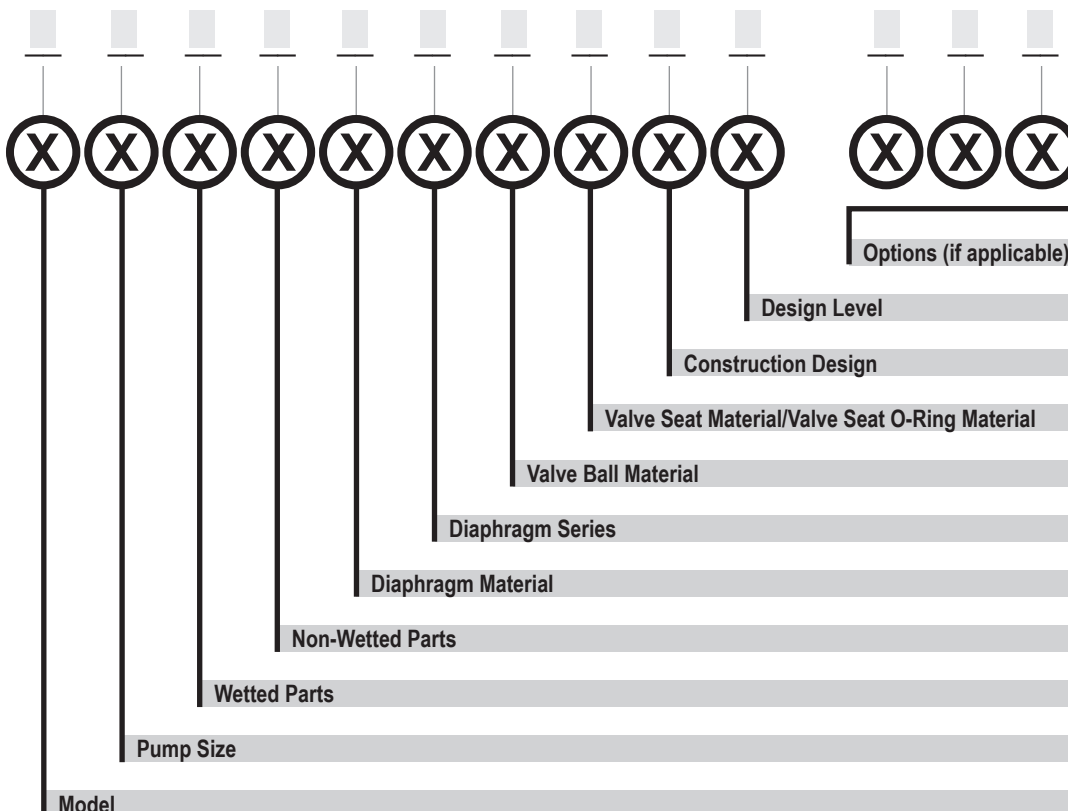 X X X X X X X X X X X X X
Options (if applicable)
Design Level
Construction Design
Valve Seat Material/Valve Seat O-Ring Material
Valve Ball Material
Diaphragm Series
Diaphragm Material
Non-Wetted Parts
Wetted Parts
Pump Size
Model